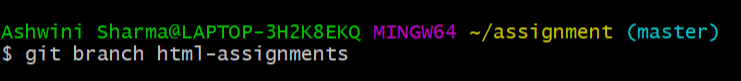 Ashwini Sharma@LAPTOP-3H2K8EKQ MINGW64 ~/assignment (master)
$ git branch html-assignments